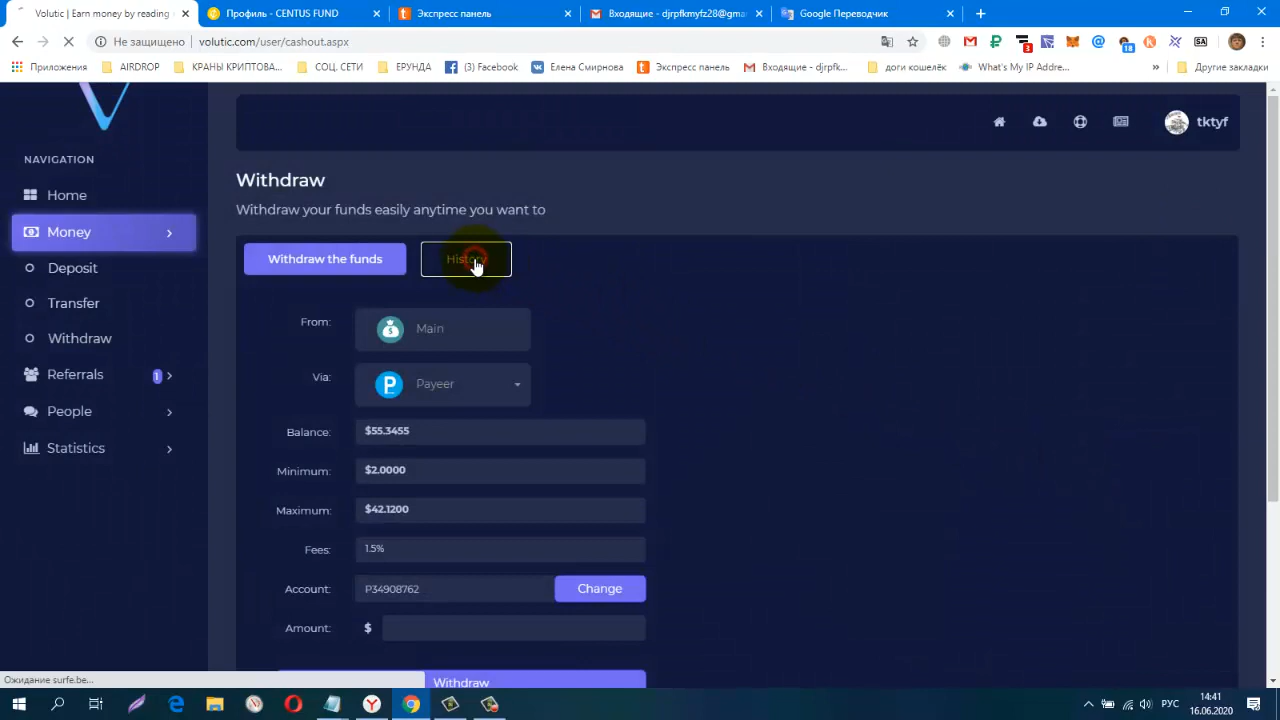 Volutic | Earn money by reading
Профиль - CENTUS FUND
Экспресс панель
Входящие - djrpfkmyfz28@gma
Google Переводчик
Не защищено
volutic.com/user/cashout.aspx
3
18
SA
Приложения
AIRDROP
КРАНЫ КРИПТОВА...
СОЦ. СЕТИ
ЕРУНДА
(3) Facebook
Елена Смирнова
Экспресс панель
Входящие - djrpfk...
доги кошелёк
What's My IP Addre...
»
Другие закладки
tktyf
NAVIGATION
Home
Money
Deposit
Transfer
Withdraw
Referrals
1
People
Statistics
Withdraw
Withdraw your funds easily anytime you want to
Withdraw the funds
History
From:
Main
Via:
Payeer
Balance:
$55.3455
Minimum:
$2.0000
Maximum:
$42.1200
Fees:
1.5%
Account:
P34908762
Change
Amount:
$
Withdraw
Ожидание surfe.be...
РУС
14:41
16.06.2020